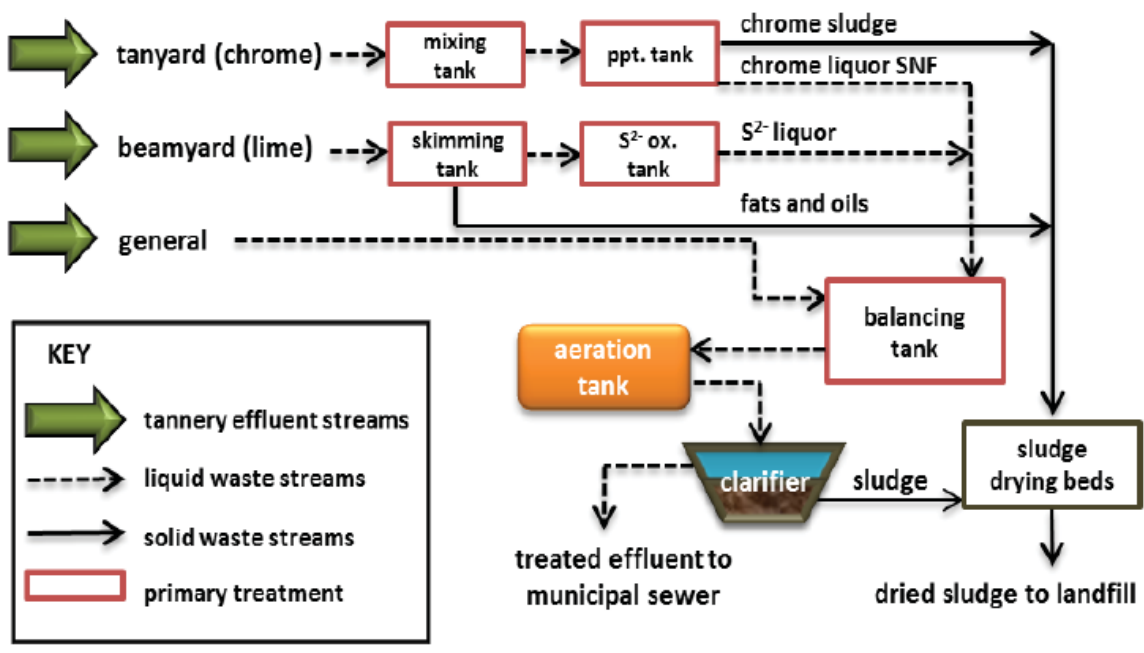 tanyard (chrome)
mixing
tank
ppt. tank
chrome sludge
chrome liquor SNF
beamyard (lime)
skimming
tank
S²⁻ ox.
tank
S²⁻ liquor
fats and oils
general
balancing
tank
aeration
tank
clarifier
sludge
sludge
drying beds
treated effluent to
municipal sewer
dried sludge to landfill
KEY
tannery effluent streams
liquid waste streams
solid waste streams
primary treatment